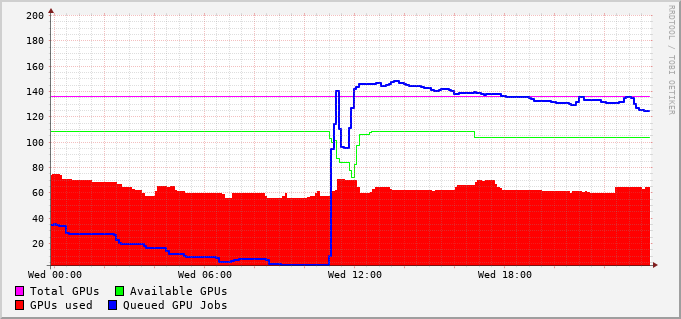 200
180
160
140
120
100
80
60
40
20
Wed 00:00 Wed 06:00 Wed 12:00 Wed 18:00
Total GPUs Available GPUs
GPUs used Queued GPU Jobs
RRDTOOL / TOBI OETIKER